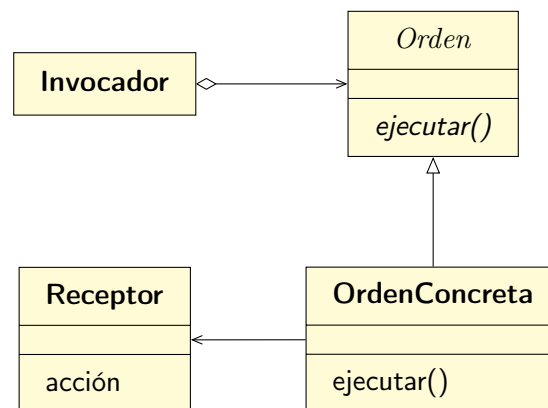 Orden
Invocador
ejecutar()
Receptor
OrdenConcreta
acción
ejecutar()